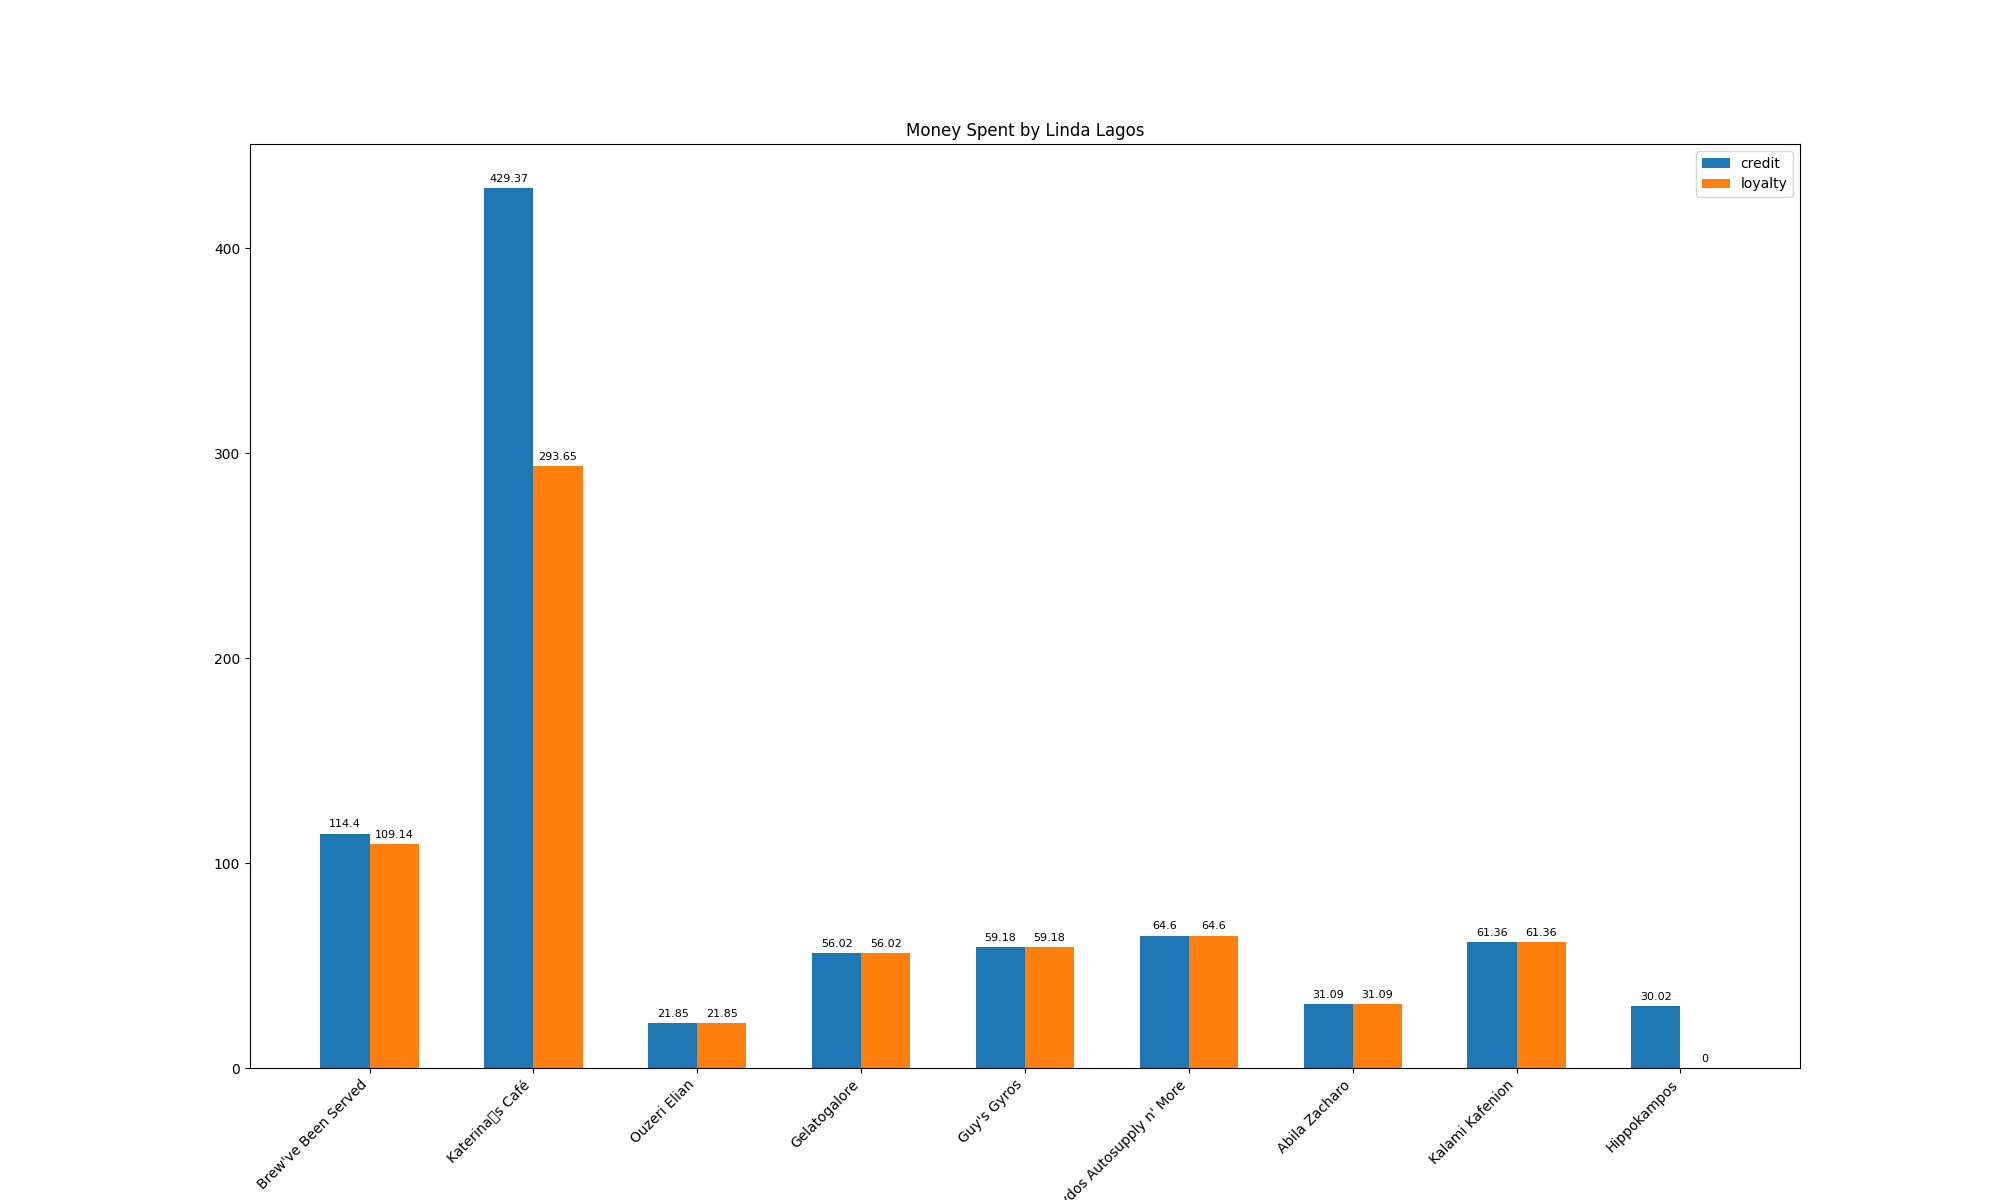 Money Spent by Linda Lagos
credit
loyalty
400
300
200
100
0
429.37
293.65
114.4
109.14
21.85
21.85
56.02
56.02
59.18
59.18
64.6
64.6
31.09
31.09
61.36
61.36
30.02
0
Brew've Been Served
Katerina▯▯s Café
Ouzeri Elian
Gelatogalore
Guy's Gyros
Autosupply n' More
Abila Zacharo
Kalami Kafenion
Hippokampos